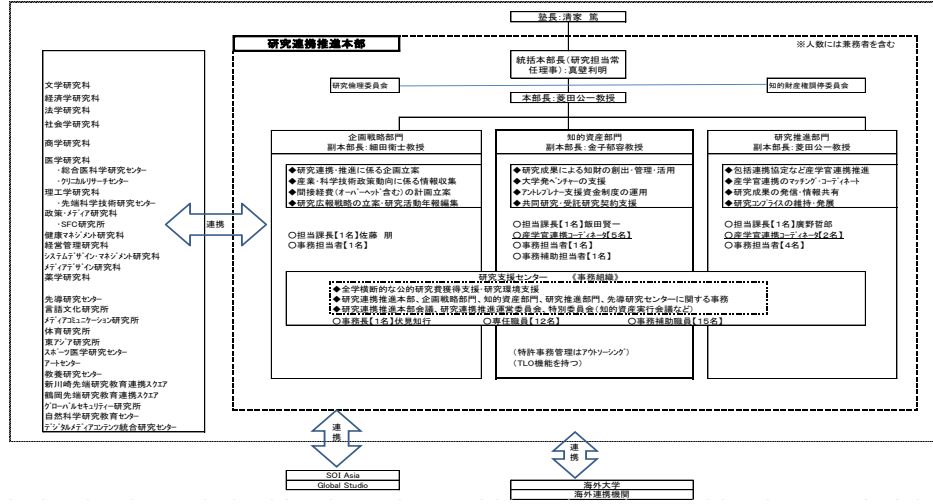 塾長：清家　篤
研究連携推進本部
※人数には兼務者を含む
統括本部長（研究担当常
任理事）：真壁利明
研究倫理委員会
知的財産権調停委員会
本部長：菱田公一教授
文学研究科
経済学研究科
法学研究科
社会学研究科
商学研究科
医学研究科
・総合医科学研究センター
・クリニカルリサーチセンター
理工学研究科
・先端科学技術研究センター
政策・メディア研究科
・SFC研究所
健康マネジメント研究科
経営管理研究科
システムデザイン・マネジメント研究科
メディアデザイン研究科
薬学研究科
先導研究センター
言語文化研究所
メディアコミュニケーション研究所
体育研究所
東アジア研究所
スポーツ医学研究センター
アートセンター
教養研究センター
新川崎先端研究教育連携スクエア
鶴岡先端研究教育連携スクエア
グローバルセキュリティー研究所
自然科学研究教育センター
デジタルメディアコンテンツ統合研究センター
連携
企画戦略部門
副本部長：細田衛士教授
◆研究連携・推進に係る企画立案
◆産業・科学技術政策動向に係る情報収集
◆間接経費（オーバーヘッド含む）の計画立案
◆研究広報戦略の立案・研究活動年報編集
○担当課長【1名】佐藤　朋
○事務担当者【1名】
知的資産部門
副本部長：金子郁容教授
◆研究成果による知財の創出・管理・活用
◆大学発ベンチャーの支援
◆アントレプレナー支援資金制度の運用
◆共同研究・受託研究契約支援
○担当課長【1名】飯田賢一
○産学官連携コーディネータ【5名】
○事務担当者【1名】
○事務補助担当者【1名】
研究推進部門
副本部長：菱田公一教授
◆包括連携協定など産学官連携推進
◆産学官連携のマッチング・コーディネート
◆研究成果の発信・情報共有
◆研究コンプライスの維持・発展
○担当課長【1名】廣野哲郎
○産学官連携コーディネータ【2名】
○事務担当者【4名】
研究支援センター　《事務組織》
◆全学横断的な公的研究費獲得支援・研究環境支援
◆研究連携推進本部、企画戦略部門、知的資産部門、研究推進部門、先導研究センターに関する事務
◆研究連携推進本部会議、研究連携推進運営委員会、特別委員会（知的資産実行会議など）
○事務長【1名】伏見知行　○専任職員【12名】　○事務補助職員【15名】
（特許事務管理はアウトソーシング）
（TLO機能を持つ）
連携
連携
SOI Asia
Global Studio
海外大学
海外連携機関